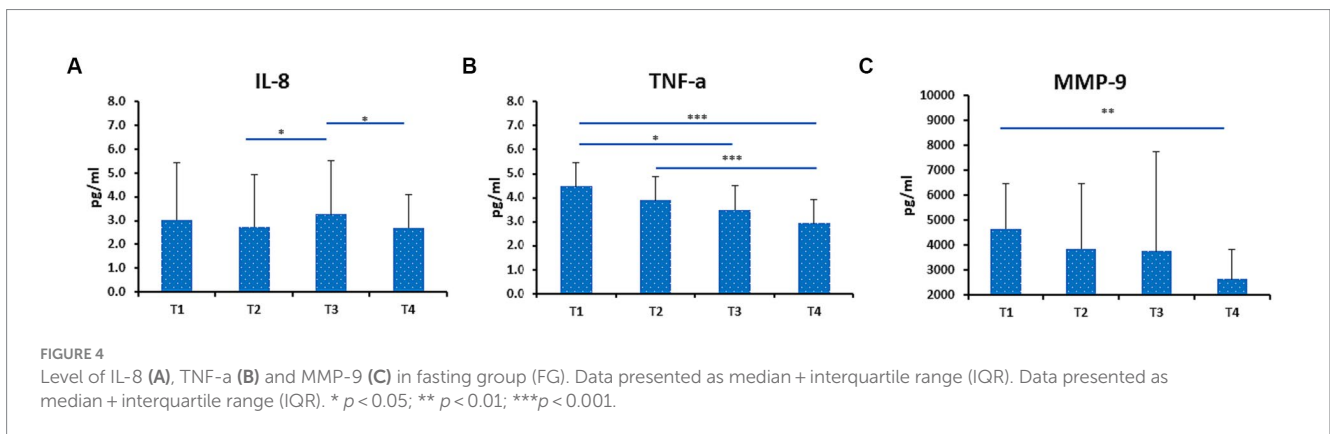 A
IL-8
8.0
7.0
6.0
5.0
4.0
3.0
2.0
1.0
0.0
pg/ml
*
*
T1 T2 T3 T4
B
TNF-a
8.0
7.0
6.0
5.0
4.0
3.0
2.0
1.0
0.0
pg/ml
***
*
***
T1 T2 T3 T4
C
MMP-9
10000
9000
8000
7000
6000
5000
4000
3000
2000
pg/ml
**
T1 T2 T3 T4
FIGURE 4
Level of IL-8 (A), TNF-a (B) and MMP-9 (C) in fasting group (FG). Data presented as median + interquartile range (IQR). Data presented as
median + interquartile range (IQR). * p < 0.05; ** p < 0.01; ***p < 0.001.